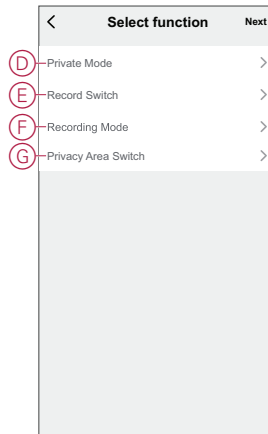 Select function Next
D Private Mode
E Record Switch
F Recording Mode
G Privacy Area Switch